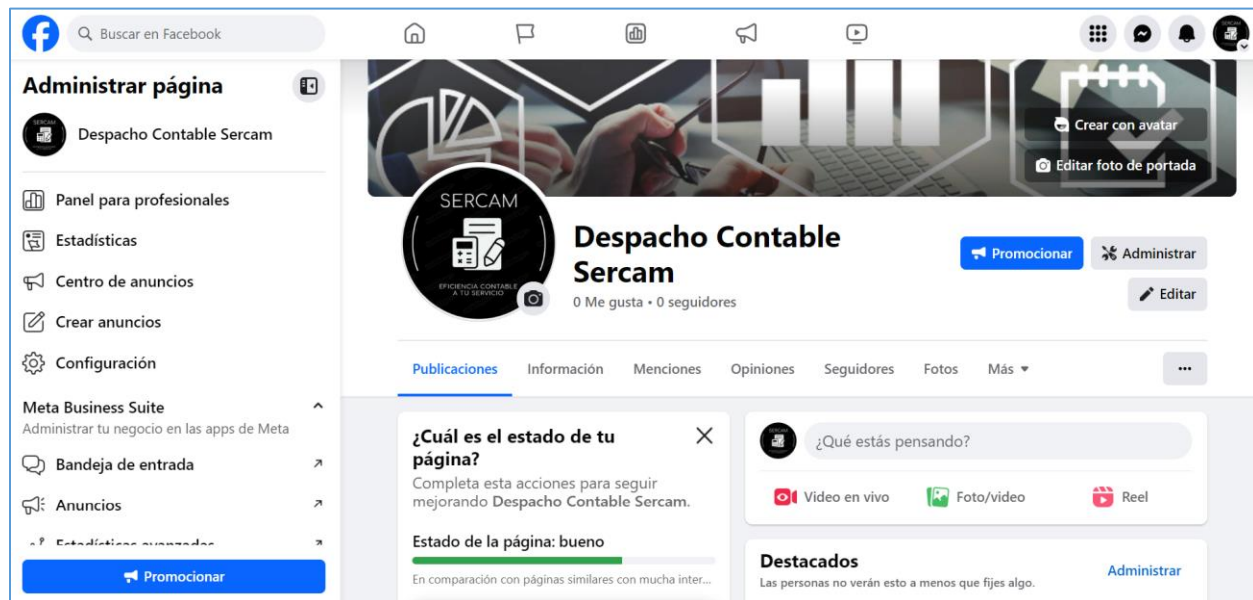 Buscar en Facebook
Administrar página
Despacho Contable Sercam
Panel para profesionales
Estadísticas
Centro de anuncios
Crear anuncios
Configuración
Meta Business Suite
Administrar tu negocio en las apps de Meta
Bandeja de entrada
Anuncios
Estadísticas avanzadas
Promocionar
Crear con avatar
Editar foto de portada
SERCAM
EFICIENCIA CONTABLE
A TU SERVICIO
Despacho Contable
Sercam
0 Me gusta • 0 seguidores
Promocionar
Administrar
Editar
Publicaciones
Información
Menciones
Opiniones
Seguidores
Fotos
Más
¿Cuál es el estado de tu
página?
Completa esta acciones para seguir
mejorando Despacho Contable Sercam.
Estado de la página: bueno
En comparación con páginas similares con mucha inter...
¿Qué estás pensando?
Video en vivo
Foto/video
Reel
Destacados
Las personas no verán esto a menos que fijes algo.
Administrar